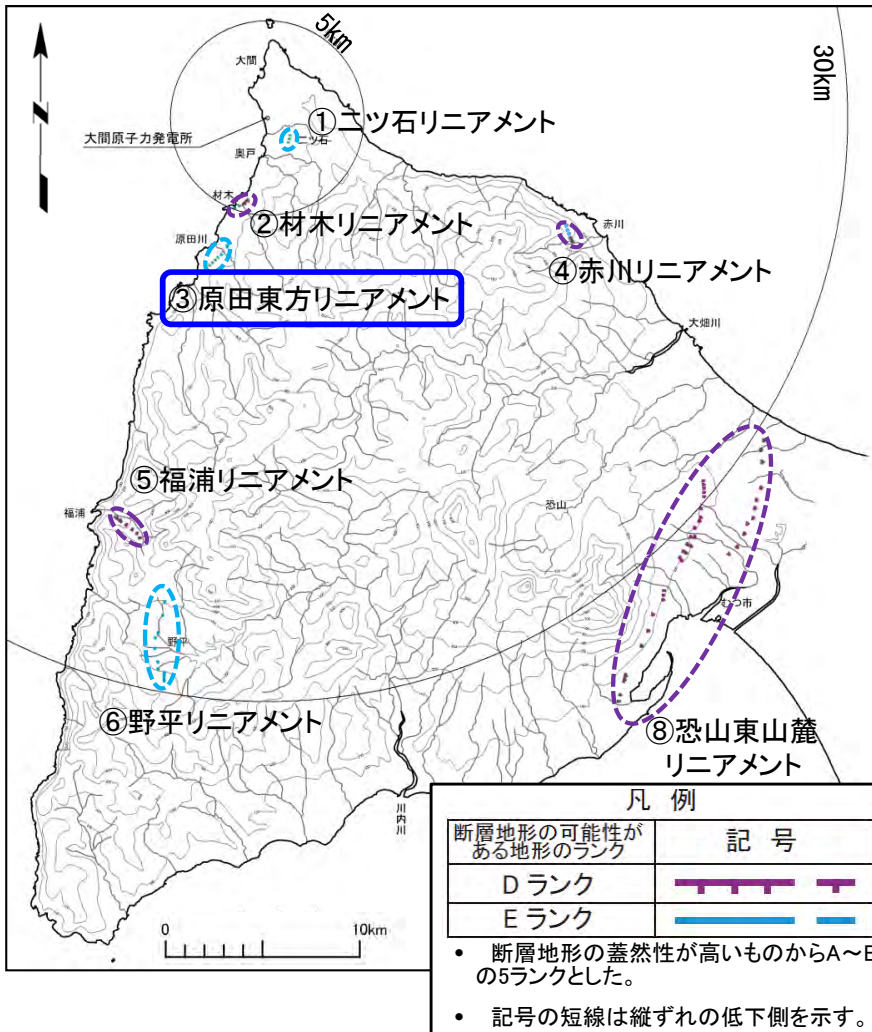 5km
30km
大間
N
大間原子力発電所
①二ツ石リニアメント
二ツ石
奥戸
材木
②材木リニアメント
原田川
赤川
④赤川リニアメント
③原田東方リニアメント
大畑川
⑤福浦リニアメント
福浦
恐山
むつ市
野平
⑥野平リニアメント
⑧恐山東山麓
リニアメント
川内川
0 10km
凡 例
断層地形の可能性が
ある地形のランク
記 号
D ランク
E ランク
• 断層地形の蓋然性が高いものからA～E
の5ランクとした。
• 記号の短線は縦ずれの低下側を示す。